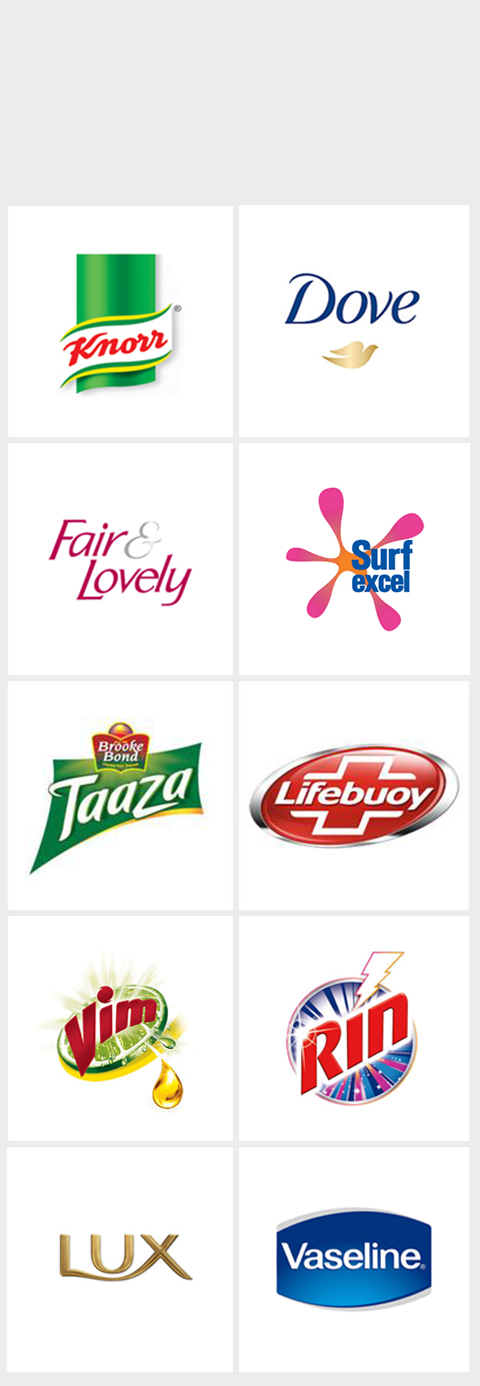 Knorr®
Dove
Fair &
Lovely
Surf
excel
Brooke
Bond
Taaza
Lifebuoy
Vim
RIN
LUX
Vaseline®